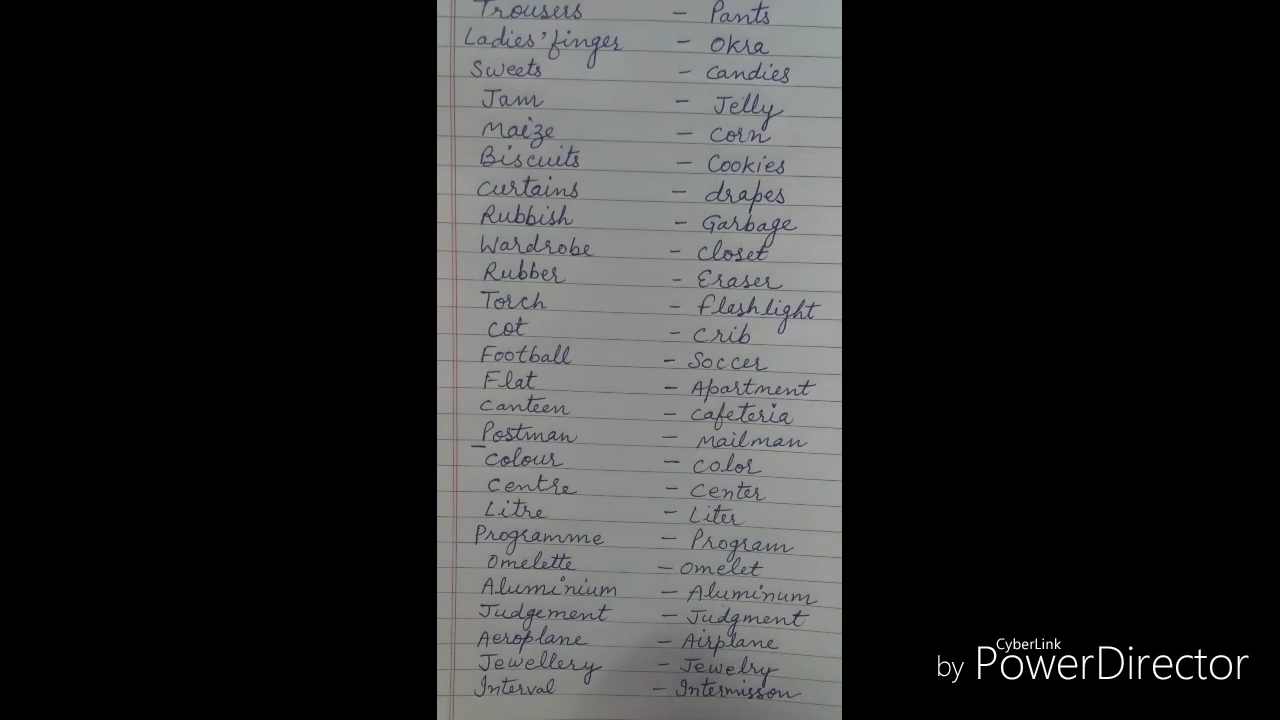 Trousers - Pants
Ladies' finger - Okra
Sweets - Candies
Jam - Jelly
Maize - Corn
Biscuits - Cookies
Curtains - drapes
Rubbish - Garbage
Wardrobe - Closet
Rubber - Eraser
Torch - flashlight
Cot - Crib
Football - Soccer
Flat - Apartment
Canteen - Cafeteria
Postman - Mailman
Colour - Color
Centre - Center
Litre - Liter
Programme - Program
Omelette - Omelet
Aluminium - Aluminum
Judgement - Judgment
Aeroplane - Airplane
Jewellery - Jewelry
Interval - Intermisson
CyberLink
by PowerDirector